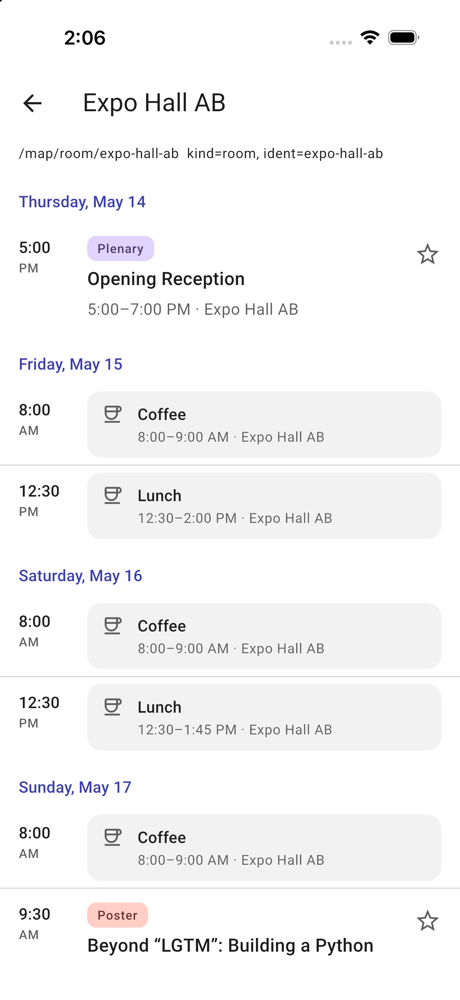 2:06
Expo Hall AB
/map/room/expo-hall-ab  kind=room, ident=expo-hall-ab
Thursday, May 14
5:00
PM
Plenary
Opening Reception
5:00–7:00 PM · Expo Hall AB
Friday, May 15
8:00
AM
Coffee
8:00–9:00 AM · Expo Hall AB
12:30
PM
Lunch
12:30–2:00 PM · Expo Hall AB
Saturday, May 16
8:00
AM
Coffee
8:00–9:00 AM · Expo Hall AB
12:30
PM
Lunch
12:30–1:45 PM · Expo Hall AB
Sunday, May 17
8:00
AM
Coffee
8:00–9:00 AM · Expo Hall AB
9:30
AM
Poster
Beyond “LGTM”: Building a Python